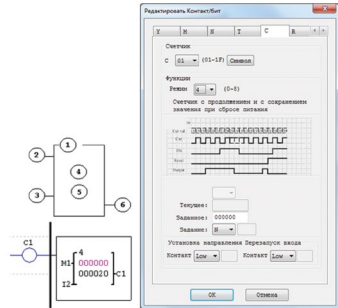 Редактировать Контакт/бит
Y M N T C R
Счетчик
C 01 (01-1F) Символ
Функции
Режим 4 (0-8)
Счетчик с продолжением и с сохранением
значения при сбросе питания
Текущее:
Заданное: 000000
Задание: N
Установка направления Перезапуск входа
Контакт Low Контакт Low
OK Отмена
1
2
4
3
5
6
C1
4
M1 000000
000020 C1
I2